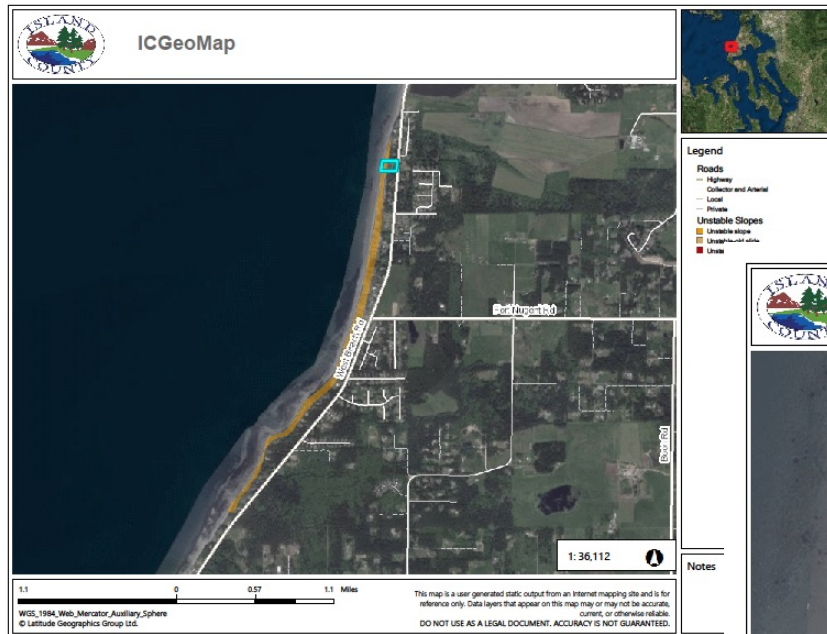 ISLAND
COUNTY
ICGeoMap
Legend
Roads
Highway
Collector and Arterial
Local
Private
Unstable Slopes
Unstable slope
Notes
West Beach Rd
Fort Nugent Rd
1: 36,112
1.1 0 0.57 1.1 Miles
WGS_1984_Web_Mercator_Auxiliary_Sphere
© Latitude Geographics Group Ltd.
This map is a user generated static output from an Internet mapping site and is for
reference only. Data layers that appear on this map may or may not be accurate,
current, or otherwise reliable.
DO NOT USE AS A LEGAL DOCUMENT. ACCURACY IS NOT GUARANTEED.
ISLAND